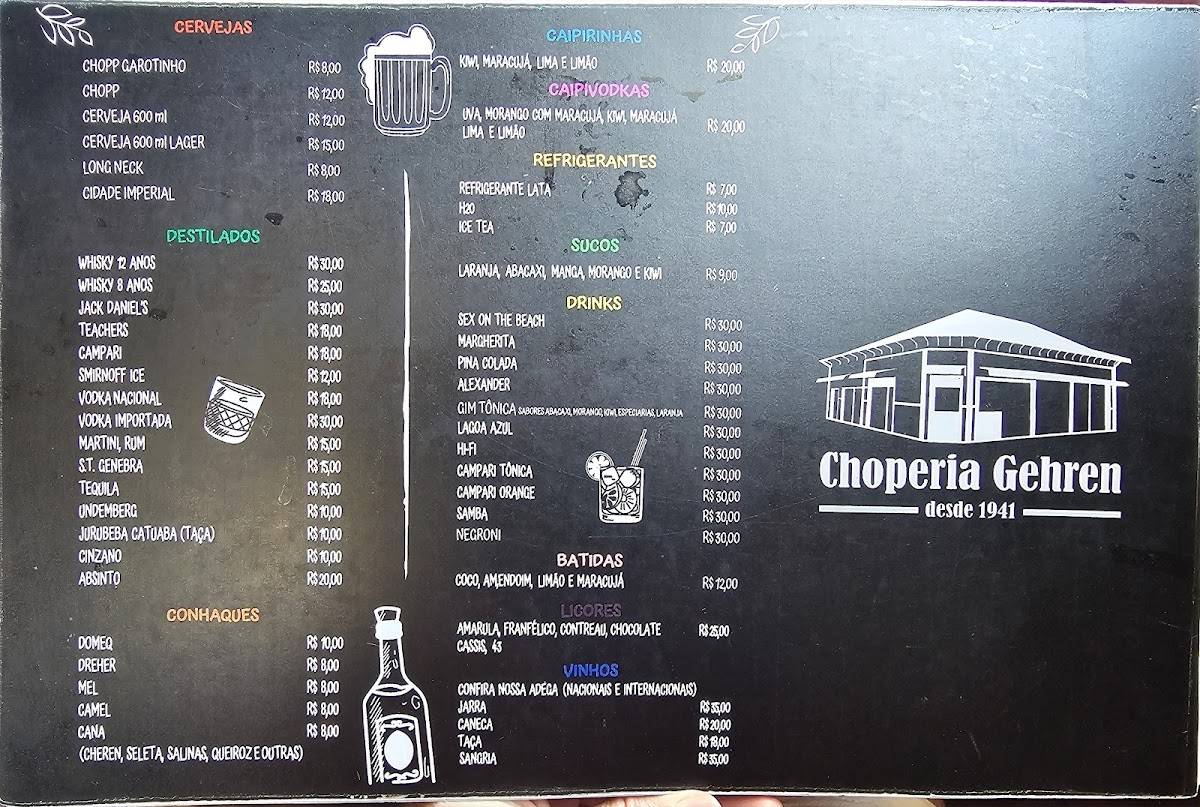 CERVEJAS
CHOPP GAROTINHO R$ 8,00
CHOPP R$ 12,00
CERVEJA 600 ml R$ 12,00
CERVEJA 600 ml LAGER R$ 15,00
LONG NECK R$ 8,00
CIDADE IMPERIAL R$ 18,00
DESTILADOS
WHISKY 12 ANOS R$ 30,00
WHISKY 8 ANOS R$ 25,00
JACK DANIEL'S R$ 30,00
TEACHERS R$ 18,00
CAMPARI R$ 18,00
SMIRNOFF ICE R$ 12,00
VODKA NACIONAL R$ 18,00
VODKA IMPORTADA R$ 30,00
MARTINI, RUM R$ 15,00
S.T. GENEBRA R$ 15,00
TEQUILA R$ 15,00
UNDEMBERG R$ 10,00
JURUBEBA CATUABA (TAÇA) R$ 10,00
CINZANO R$ 10,00
ABSINTO R$ 20,00
CONHAQUES
DOMEQ R$ 10,00
DREHER R$ 8,00
MEL R$ 8,00
CAMEL R$ 8,00
CANA R$ 8,00
(CHEREN, SELETA, SALINAS, QUEIROZ E OUTRAS)
CAIPIRINHAS
KIWI, MARACUJÁ, LIMA E LIMÃO R$ 20,00
CAIPIVODKAS
UVA, MORANGO COM MARACUJÁ, KIWI, MARACUJÁ
LIMA E LIMÃO R$ 20,00
REFRIGERANTES
REFRIGERANTE LATA R$ 7,00
H2O R$ 10,00
ICE TEA R$ 7,00
SUCOS
LARANJA, ABACAXI, MANGA, MORANGO E KIWI R$ 9,00
DRINKS
SEX ON THE BEACH R$ 30,00
MARGHERITA R$ 30,00
PINA COLADA R$ 30,00
ALEXANDER R$ 30,00
GIM TÔNICA SABORES ABACAXI, MORANGO, KIWI, ESPECIARIAS, LARANJA R$ 30,00
LAGOA AZUL R$ 30,00
HI-FI R$ 30,00
CAMPARI TÔNICA R$ 30,00
CAMPARI ORANGE R$ 30,00
SAMBA R$ 30,00
NEGRONI R$ 30,00
BATIDAS
COCO, AMENDOIM, LIMÃO E MARACUJÁ R$ 12,00
LICORES
AMARULA, FRANFÉLICO, CONTREAU, CHOCOLATE R$ 25,00
CASSIS, 43
VINHOS
CONFIRA NOSSA ADÉGA (NACIONAIS E INTERNACIONAIS)
JARRA R$ 35,00
CANECA R$ 20,00
TAÇA R$ 18,00
SANGRIA R$ 35,00
Choperia Gehren
desde 1941